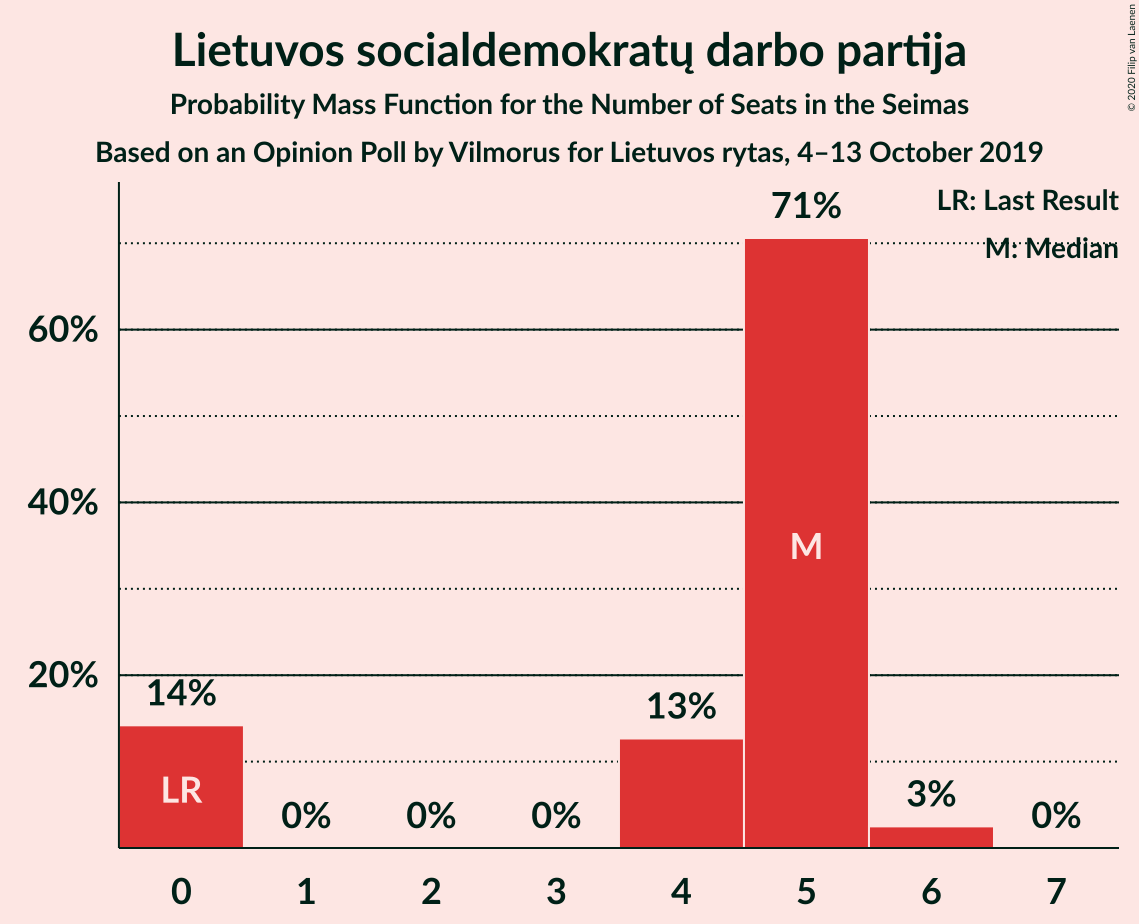 Lietuvos socialdemokratų darbo partija
Probability Mass Function for the Number of Seats in the Seimas
Based on an Opinion Poll by Vilmorus for Lietuvos rytas, 4–13 October 2019
© 2020 Filip van Laenen
LR: Last Result
M: Median
71%
60%
40%
20%
14%
13%
3%
0%
0%
0%
0%
M
LR
0 1 2 3 4 5 6 7